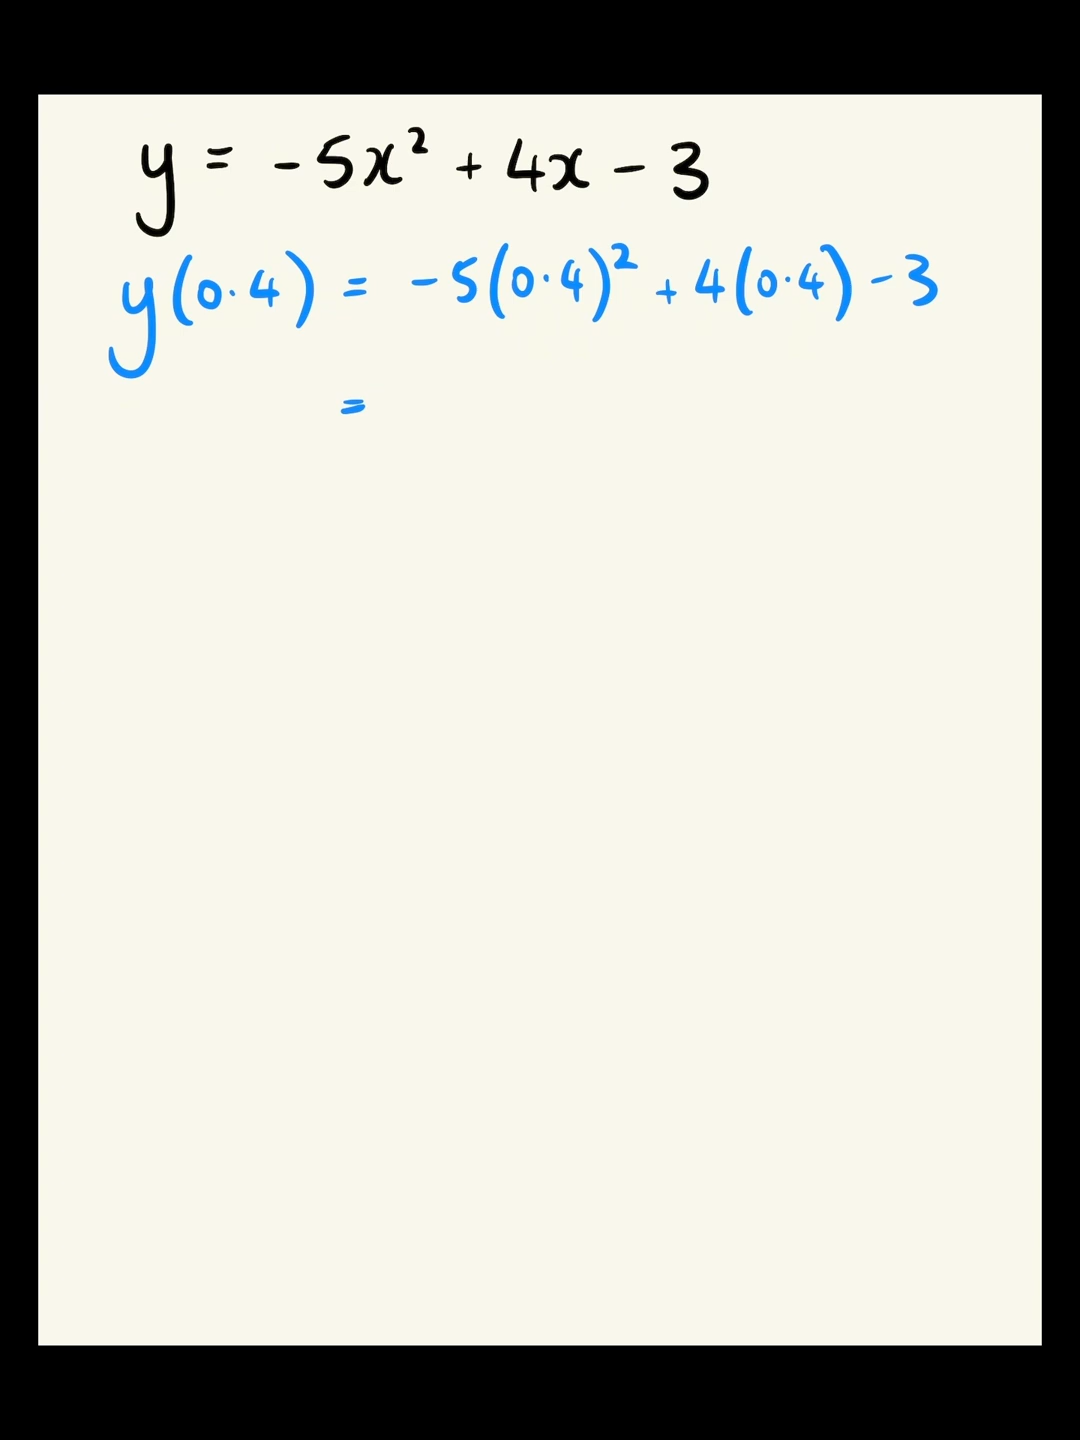 y = -5x² + 4x - 3
y(0·4) = -5(0·4)² + 4(0·4) - 3
=